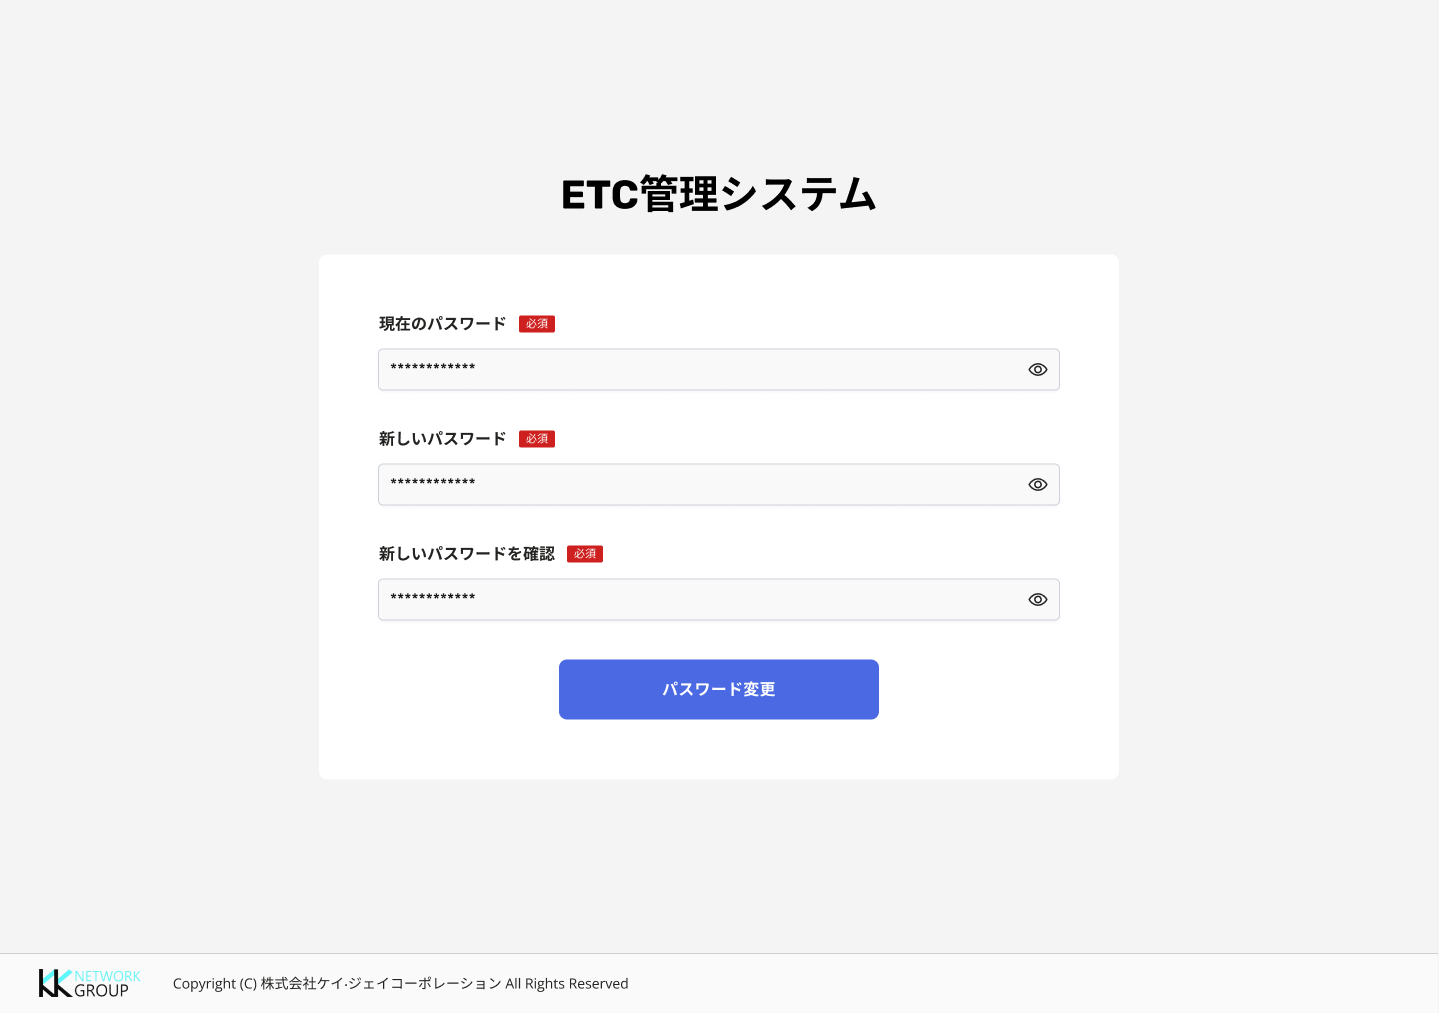 ETC管理システム
現在のパスワード 必須
************
新しいパスワード 必須
************
新しいパスワードを確認 必須
************
パスワード変更
KK NETWORK GROUP
Copyright (C) 株式会社ケイ·ジェイコーポレーション All Rights Reserved